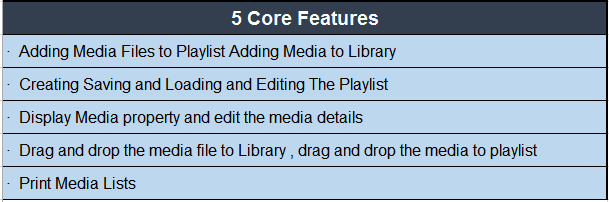 5 Core Features
· Adding Media Files to Playlist Adding Media to Library
· Creating Saving and Loading and Editing The Playlist
· Display Media property and edit the media details
· Drag and drop the media file to Library , drag and drop the media to playlist
· Print Media Lists